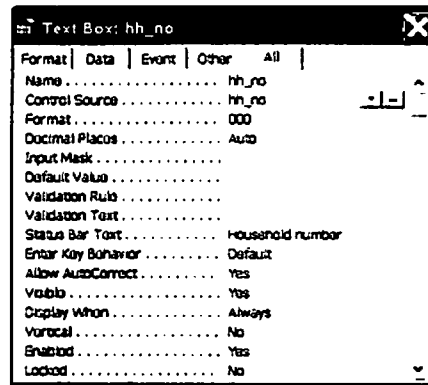 Text Box: hh_no
Format Data Event Other All
Name . . . . . . . . . . . . . . . . . . . . hh_no
Control Source . . . . . . . . . . . . hh_no
Format . . . . . . . . . . . . . . . . . . . 000
Decimal Places . . . . . . . . . . . . Auto
Input Mask . . . . . . . . . . . . . . .
Default Value . . . . . . . . . . . . .
Validation Rule . . . . . . . . . . . .
Validation Text . . . . . . . . . . . .
Status Bar Text . . . . . . . . . . . Household number
Enter Key Behavior . . . . . . . . Default
Allow AutoCorrect . . . . . . . . . Yes
Visible . . . . . . . . . . . . . . . . . . . Yes
Display When . . . . . . . . . . . . . Always
Vertical . . . . . . . . . . . . . . . . . . No
Enabled . . . . . . . . . . . . . . . . . . Yes
Locked . . . . . . . . . . . . . . . . . . . No